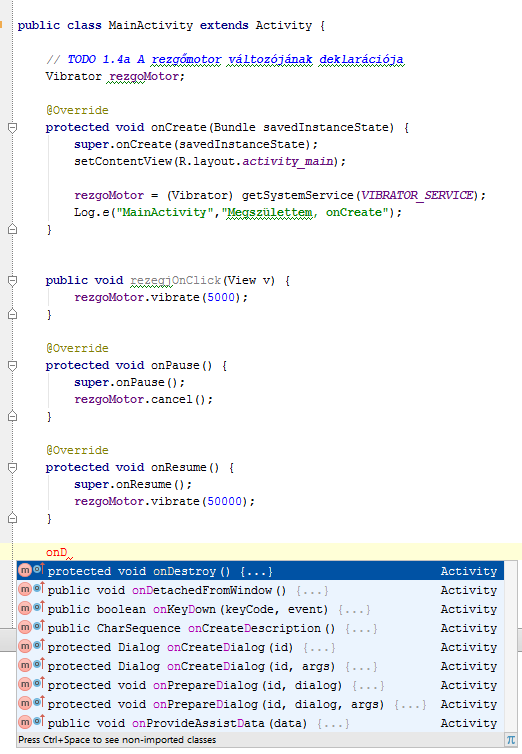 public class MainActivity extends Activity {
// TODO 1.4a A rezgőmotor változójának deklarációja
Vibrator rezgoMotor;
@Override
protected void onCreate(Bundle savedInstanceState) {
super.onCreate(savedInstanceState);
setContentView(R.layout.activity_main);
rezgoMotor = (Vibrator) getSystemService(VIBRATOR_SERVICE);
Log.e("MainActivity","Megszülettem, onCreate");
}
public void rezegjOnClick(View v) {
rezgoMotor.vibrate(5000);
}
@Override
protected void onPause() {
super.onPause();
rezgoMotor.cancel();
}
@Override
protected void onResume() {
super.onResume();
rezgoMotor.vibrate(50000);
}
onD
m protected void onDestroy() {...} Activity
m public void onDetachedFromWindow() {...} Activity
m public boolean onKeyDown(keyCode, event) {...} Activity
m public CharSequence onCreateDescription() {...} Activity
m protected Dialog onCreateDialog(id) {...} Activity
m protected Dialog onCreateDialog(id, args) {...} Activity
m protected void onPrepareDialog(id, dialog) {...} Activity
m protected void onPrepareDialog(id, dialog, args) {...} Activity
m public void onProvideAssistData(data) {...} Activity
Press Ctrl+Space to see non-imported classes π